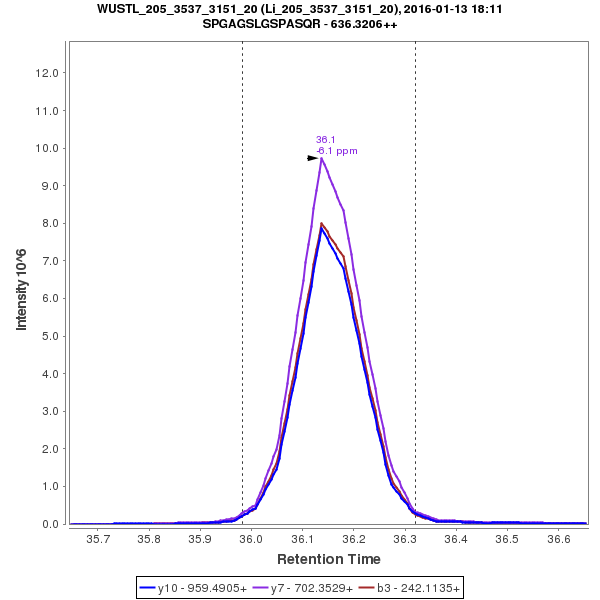 WUSTL_205_3537_3151_20 (Li_205_3537_3151_20), 2016-01-13 18:11
SPGAGSLGSPASQR - 636.3206++
Intensity 10^6
12.0
11.0
10.0
9.0
8.0
7.0
6.0
5.0
4.0
3.0
2.0
1.0
0.0
36.1
-6.1 ppm
35.7 35.8 35.9 36.0 36.1 36.2 36.3 36.4 36.5 36.6
Retention Time
y10 - 959.4905+ y7 - 702.3529+ b3 - 242.1135+